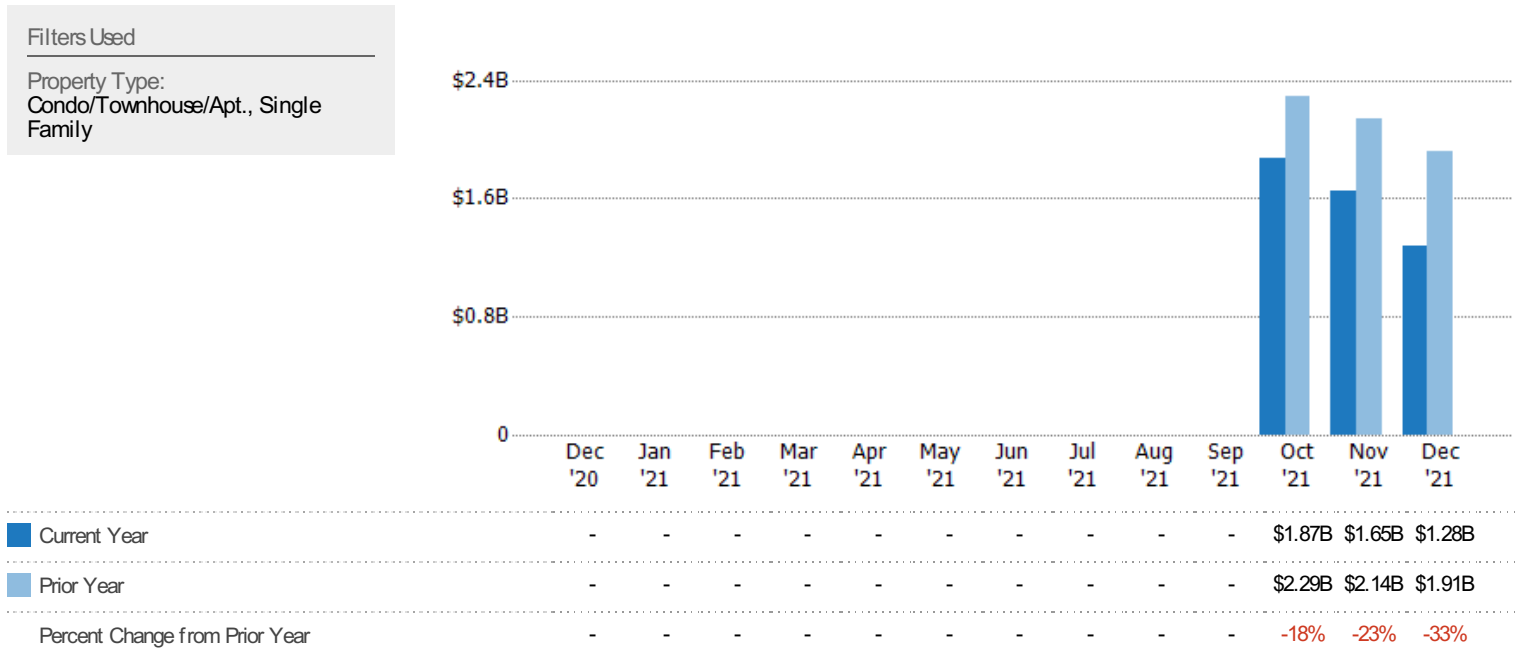 Filters Used
Property Type:
Condo/Townhouse/Apt., Single
Family
$2.4B
$1.6B
$0.8B
0
Dec Jan Feb Mar Apr May Jun Jul Aug Sep Oct Nov Dec
'20 '21 '21 '21 '21 '21 '21 '21 '21 '21 '21 '21 '21
Current Year - - - - - - - - - - $1.87B $1.65B $1.28B
Prior Year - - - - - - - - - - $2.29B $2.14B $1.91B
Percent Change from Prior Year - - - - - - - - - - -18% -23% -33%